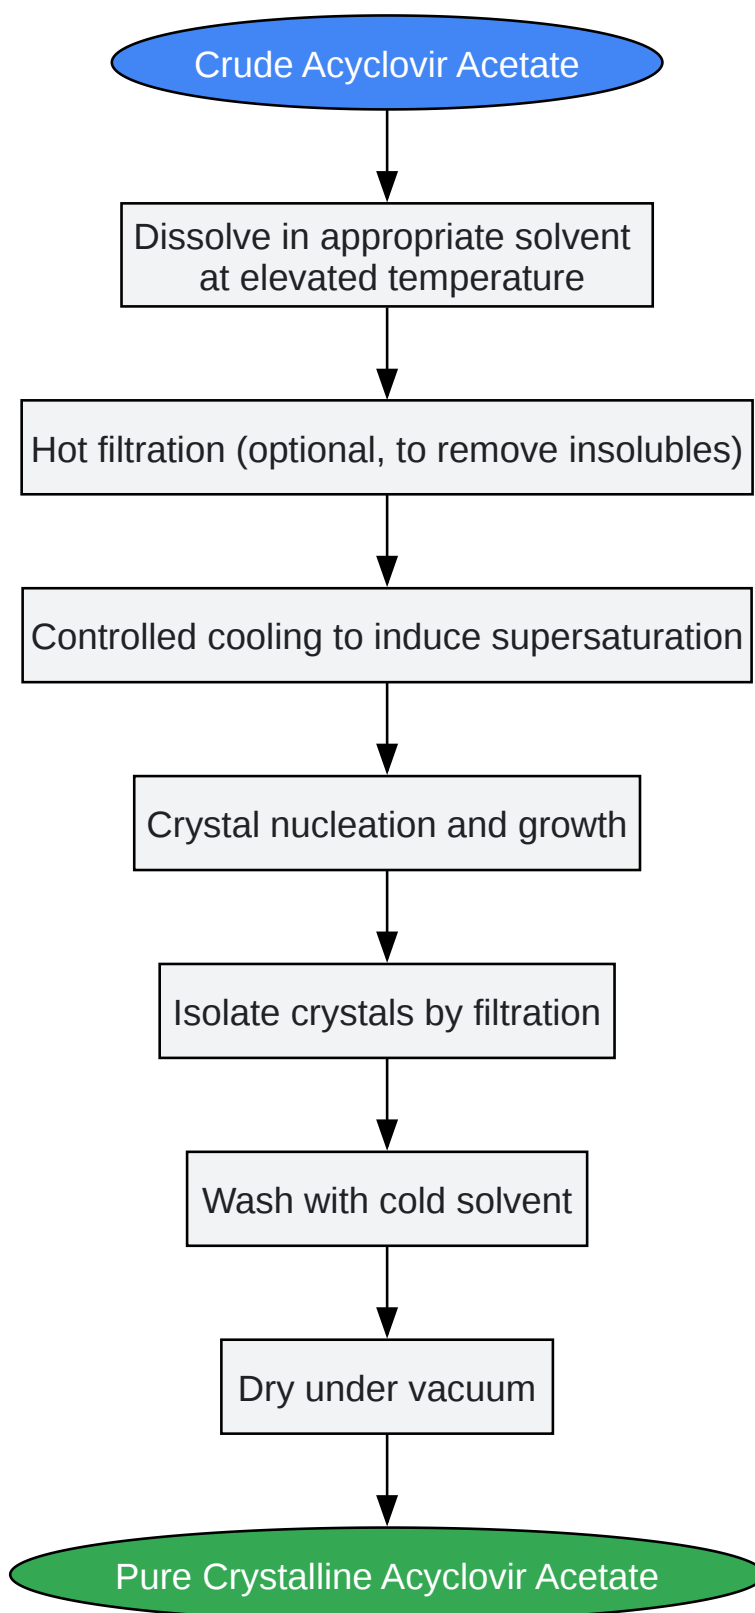 Crude Acyclovir Acetate
Dissolve in appropriate solvent
at elevated temperature
Hot filtration (optional, to remove insolubles)
Controlled cooling to induce supersaturation
Crystal nucleation and growth
Isolate crystals by filtration
Wash with cold solvent
Dry under vacuum
Pure Crystalline Acyclovir Acetate